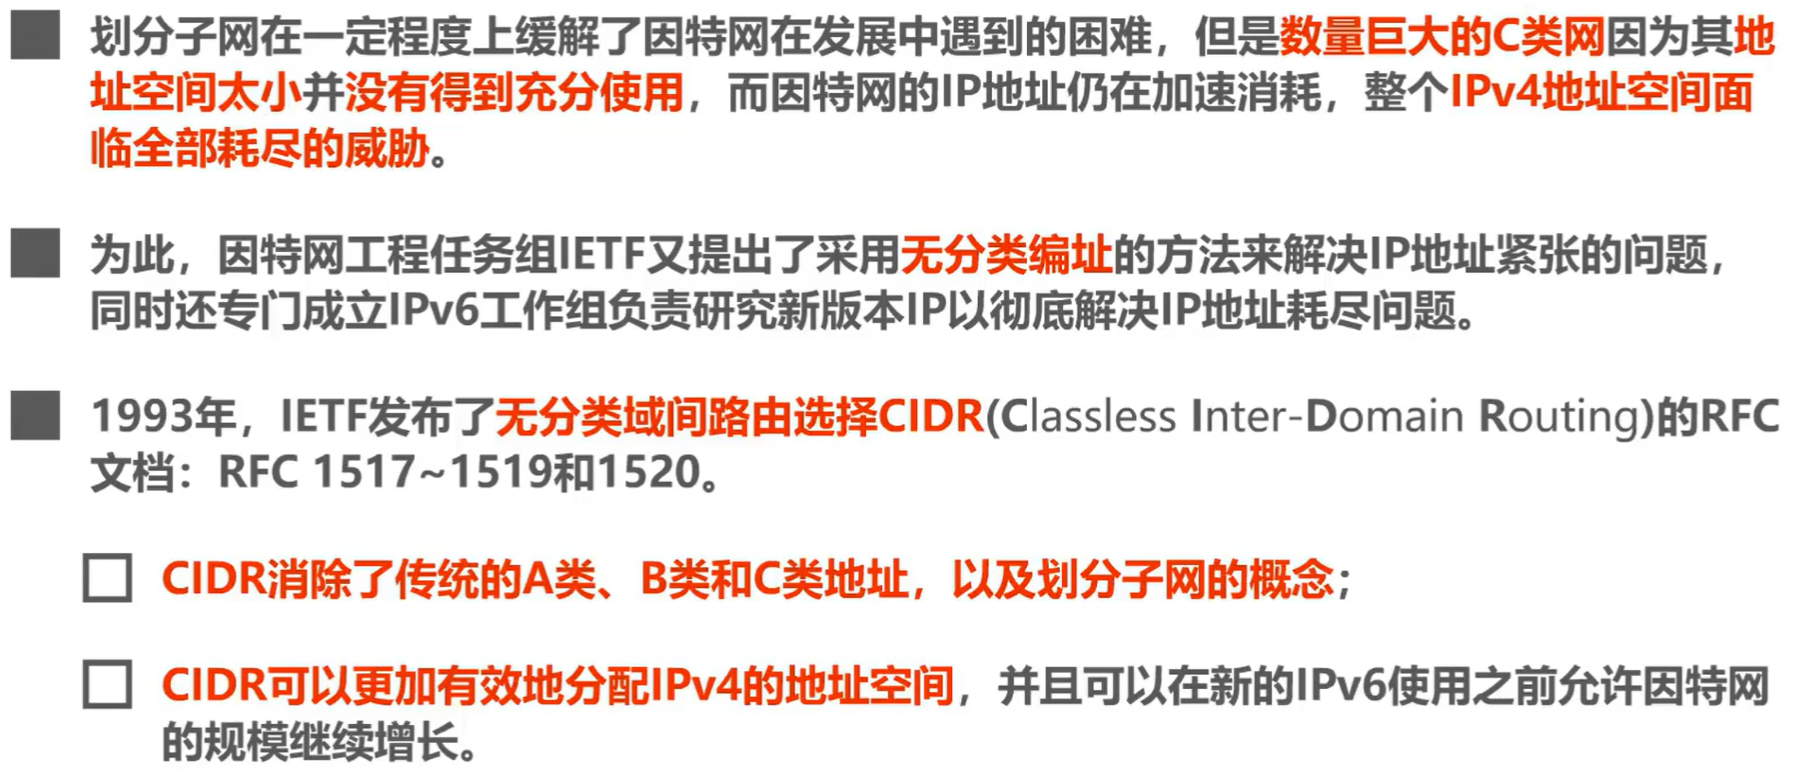 划分子网在一定程度上缓解了因特网在发展中遇到的困难，但是数量巨大的C类网因为其地
址空间太小并没有得到充分使用，而因特网的IP地址仍在加速消耗，整个IPv4地址空间面
临全部耗尽的威胁。
为此，因特网工程任务组IETF又提出了采用无分类编址的方法来解决IP地址紧张的问题，
同时还专门成立IPv6工作组负责研究新版本IP以彻底解决IP地址耗尽问题。
1993年，IETF发布了无分类域间路由选择CIDR(Classless Inter-Domain Routing)的RFC
文档：RFC 1517~1519和1520。
CIDR消除了传统的A类、B类和C类地址，以及划分子网的概念；
CIDR可以更加有效地分配IPv4的地址空间，并且可以在新的IPv6使用之前允许因特网
的规模继续增长。